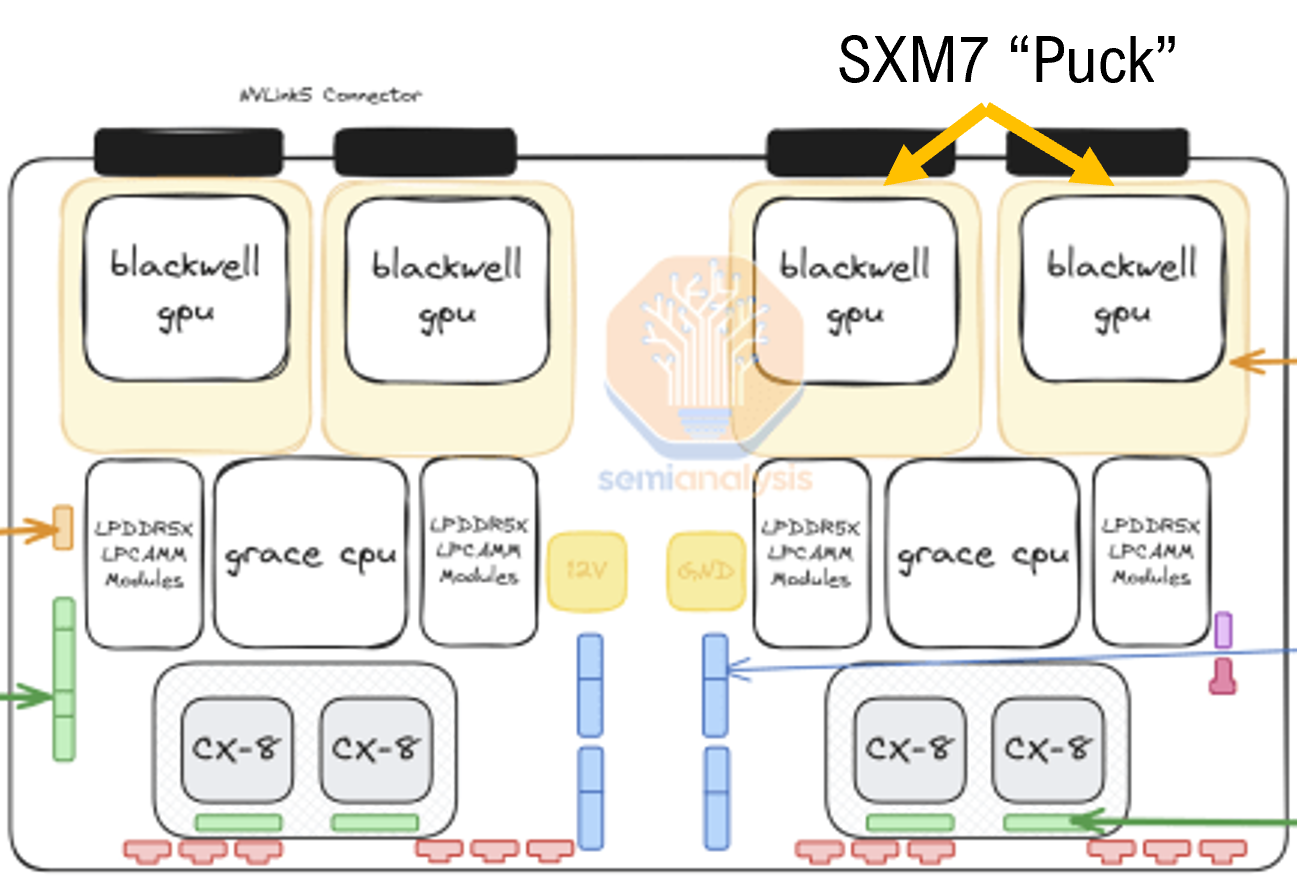 SXM7 “Puck”
NVLink5 Connector
blackwell
gpu
blackwell
gpu
blackwell
gpu
blackwell
gpu
semianalysis
LPDDR5X
LPCAMM
Modules
grace cpu
LPDDR5X
LPCAMM
Modules
12V
GND
LPDDR5X
LPCAMM
Modules
grace cpu
LPDDR5X
LPCAMM
Modules
CX-8
CX-8
CX-8
CX-8